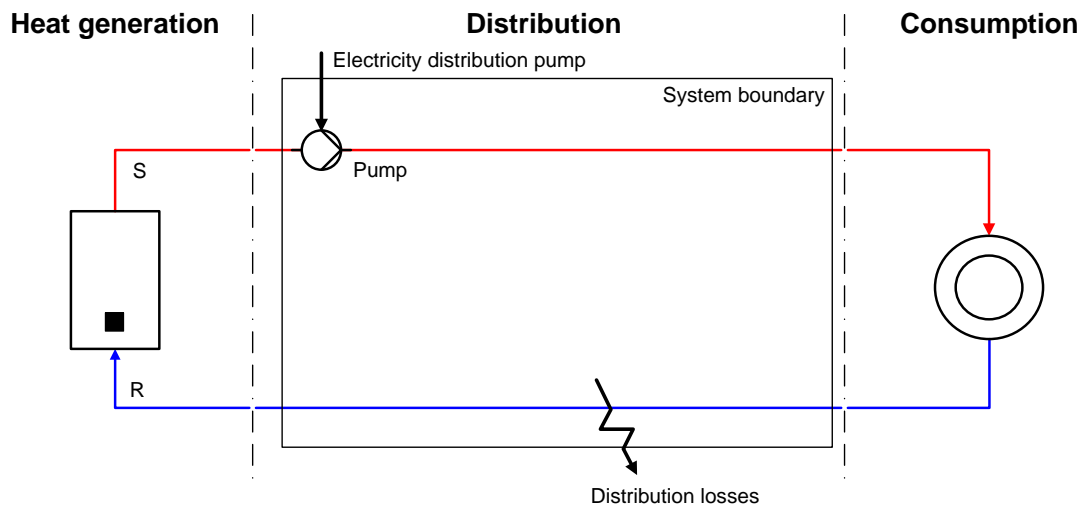 Heat generation
Distribution
Consumption
Electricity distribution pump
System boundary
S
Pump
R
Distribution losses